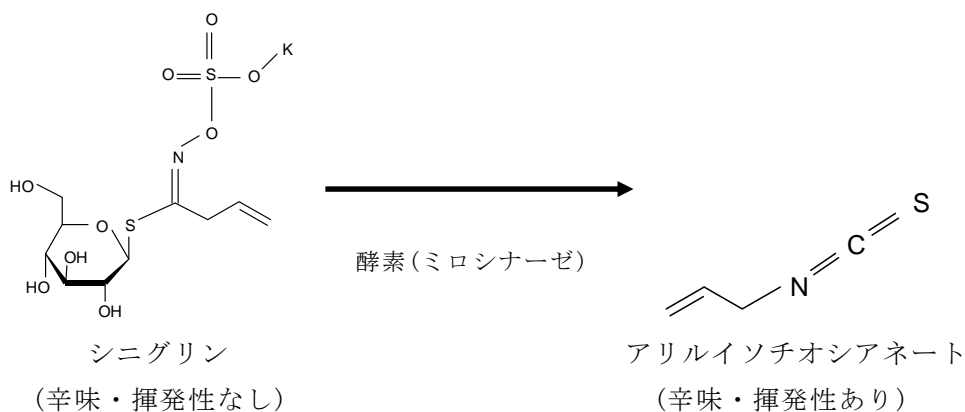 O
K
O
S
O
O
N
HO
S
O
OH
HO
OH
S
C
N
酵素(ミロシナーゼ)
シニグリン
(辛味・揮発性なし)
アリルイソチオシアネート
(辛味・揮発性あり)